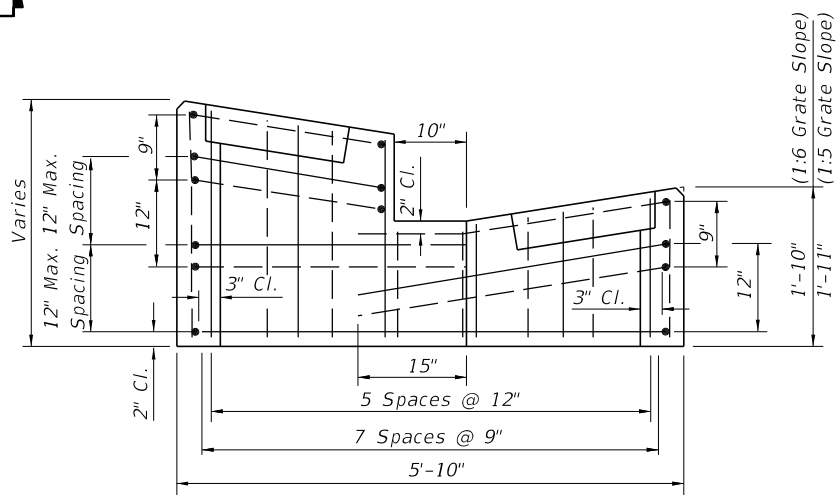 Varies
12" Max. 12" Max.
Spacing Spacing
9"
12"
2" Cl.
3" Cl.
10"
2" Cl.
3" Cl.
9"
12"
1'-10" (1:6 Grate Slope)
1'-11" (1:5 Grate Slope)
15"
5 Spaces @ 12"
7 Spaces @ 9"
5'-10"